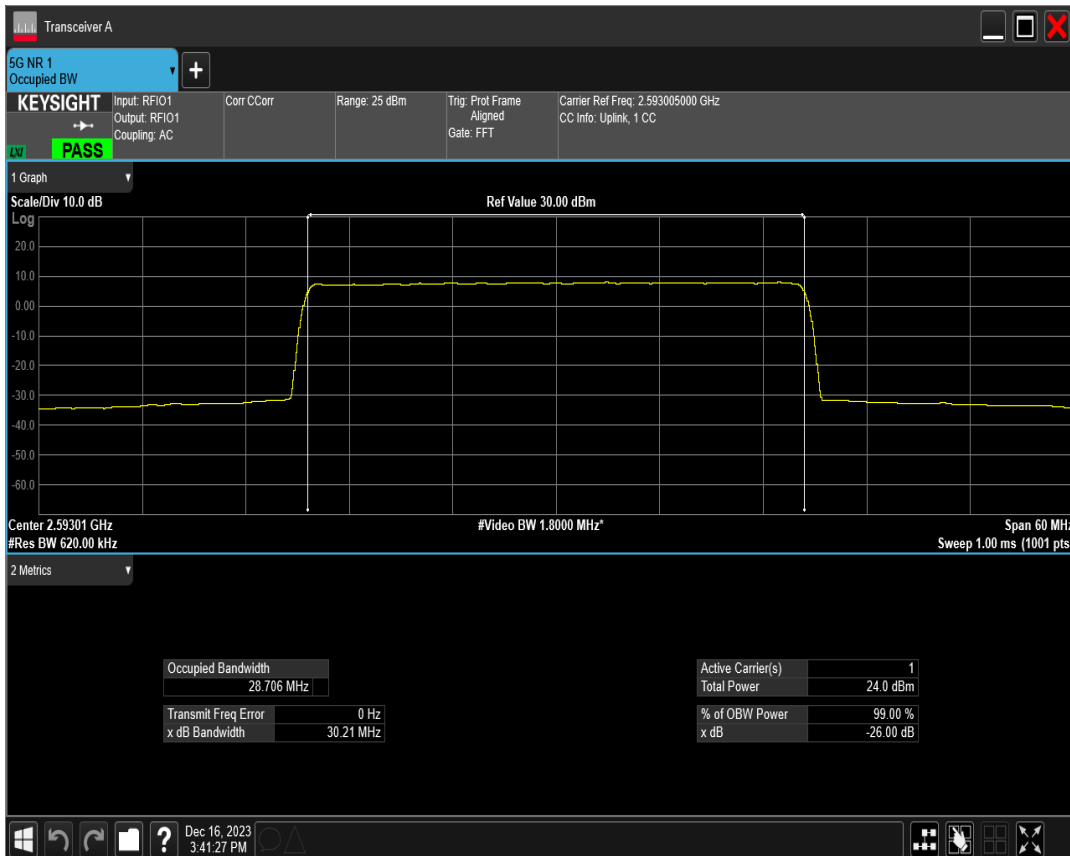 Transceiver A
5G NR 1
Occupied BW
KEYSIGHT
LXI
PASS
Input: RFIO1
Output: RFIO1
Coupling: AC
Corr CCorr
Range: 25 dBm
Trig: Prot Frame
Aligned
Gate: FFT
Carrier Ref Freq: 2.593005000 GHz
CC Info: Uplink, 1 CC
1 Graph
Scale/Div 10.0 dB
Ref Value 30.00 dBm
Log
20.0
10.0
0.00
-10.0
-20.0
-30.0
-40.0
-50.0
-60.0
Center 2.59301 GHz
#Video BW 1.8000 MHz*
Span 60 MHz
#Res BW 620.00 kHz
Sweep 1.00 ms (1001 pts
2 Metrics
Occupied Bandwidth
28.706 MHz
Transmit Freq Error 0 Hz
x dB Bandwidth 30.21 MHz
Active Carrier(s) 1
Total Power 24.0 dBm
% of OBW Power 99.00 %
x dB -26.00 dB
?
Dec 16, 2023
3:41:27 PM